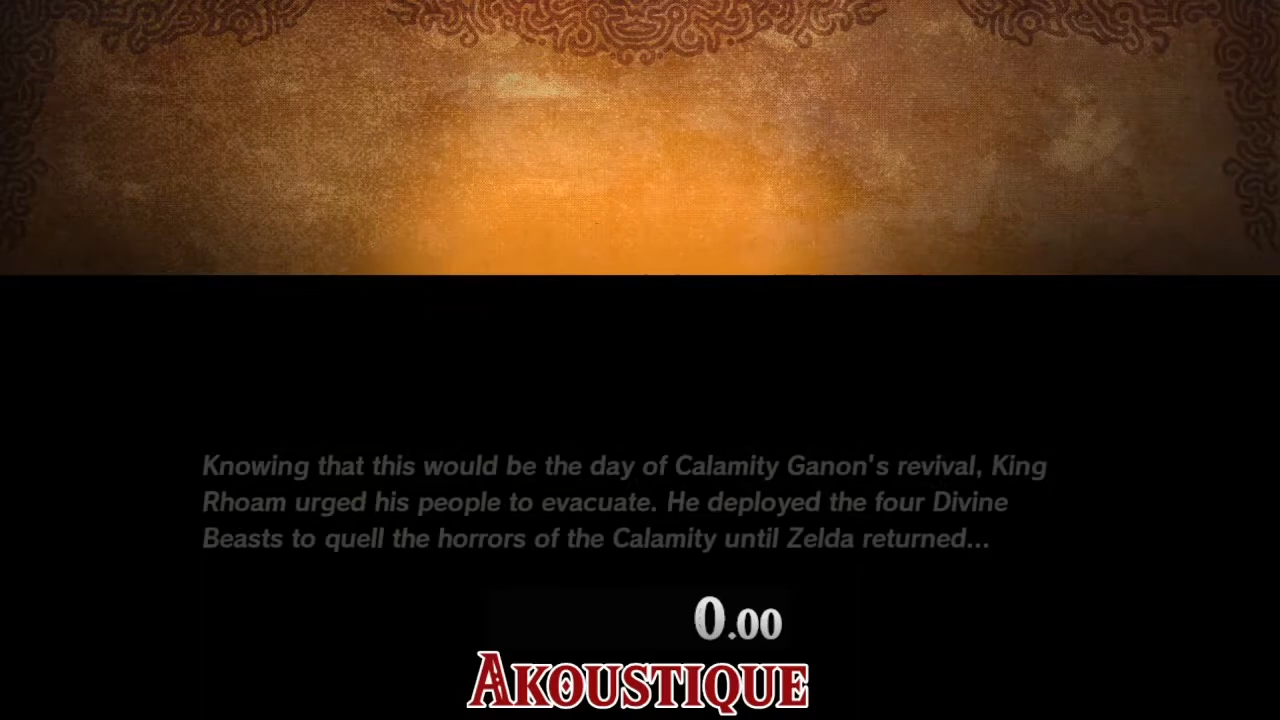 Knowing that this would be the day of Calamity Ganon's revival, King
Rhoam urged his people to evacuate. He deployed the four Divine
Beasts to quell the horrors of the Calamity until Zelda returned...
0.00
AKOUSTIQUE